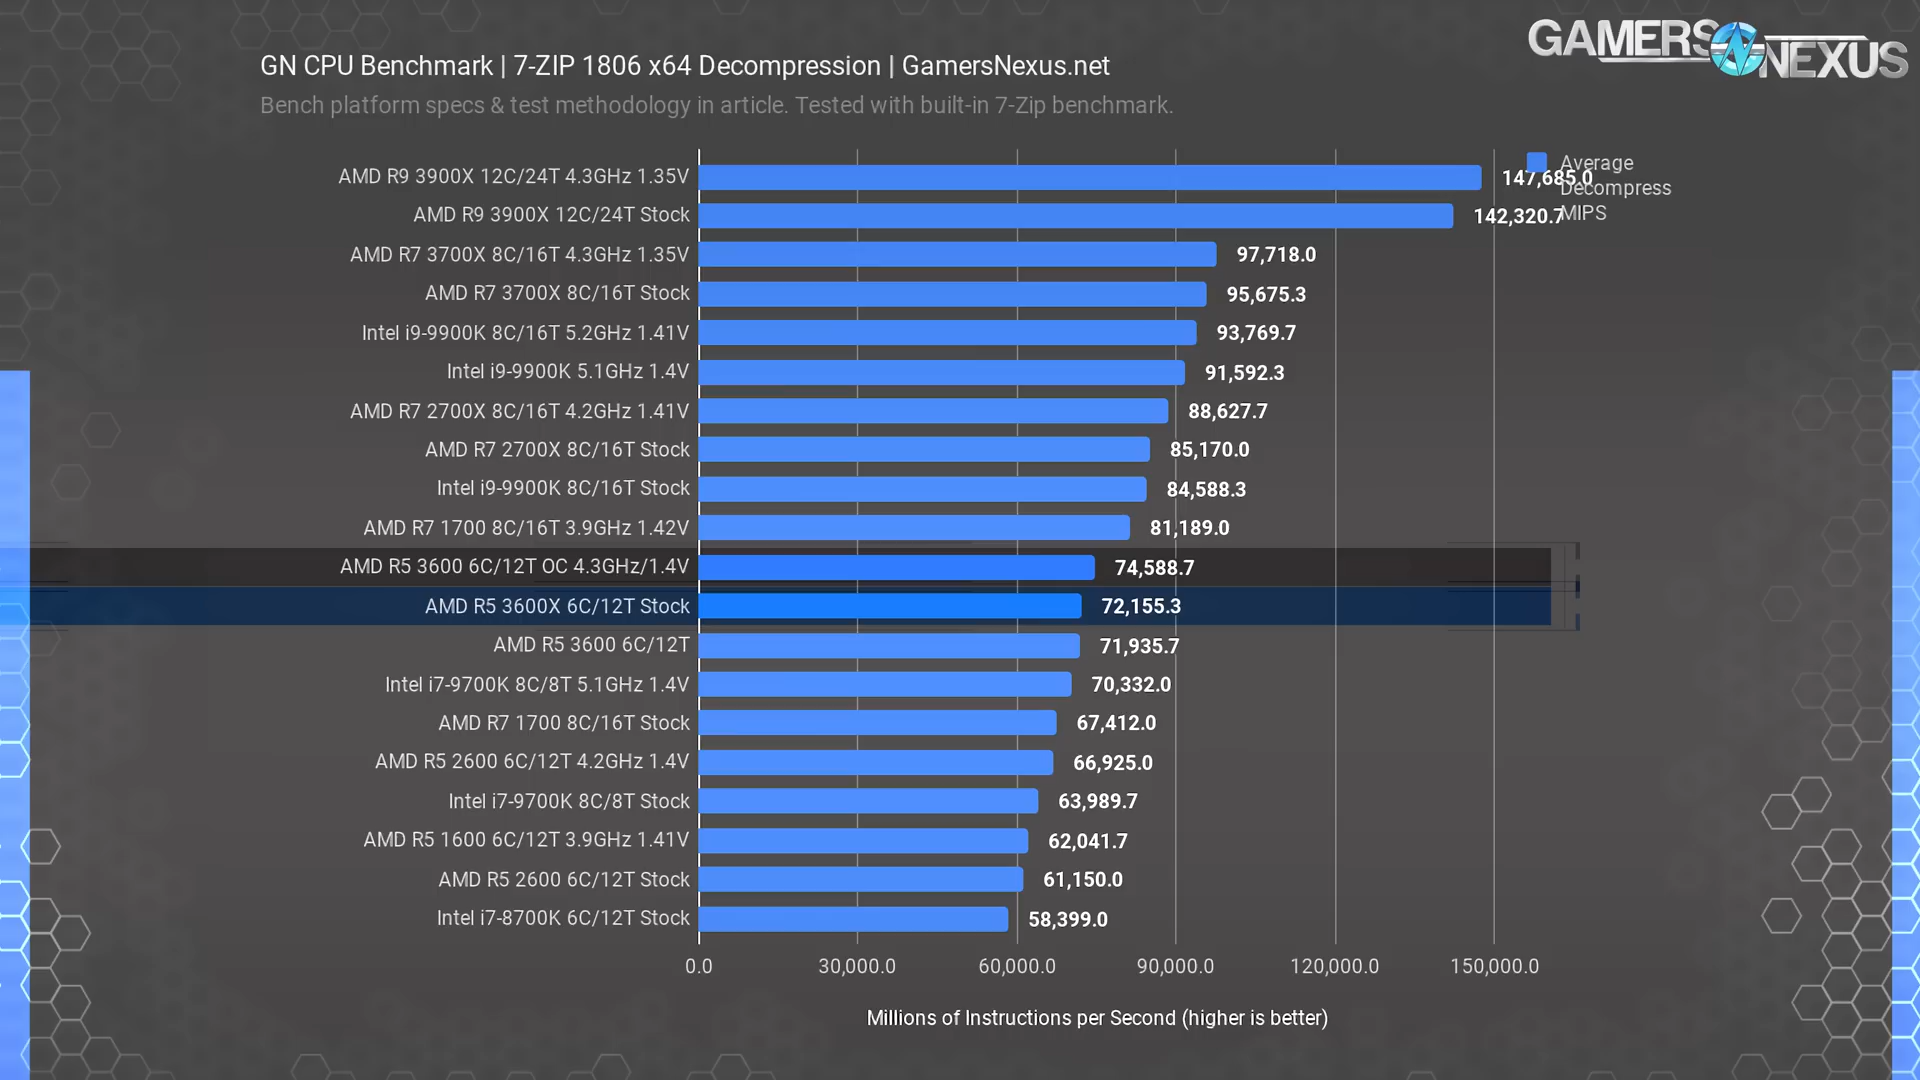 GAMERS NEXUS
GN CPU Benchmark | 7-ZIP 1806 x64 Decompression | GamersNexus.net
Bench platform specs & test methodology in article. Tested with built-in 7-Zip benchmark.
Average
Decompress
MIPS
AMD R9 3900X 12C/24T 4.3GHz 1.35V 147,685.0
AMD R9 3900X 12C/24T Stock 142,320.7
AMD R7 3700X 8C/16T 4.3GHz 1.35V 97,718.0
AMD R7 3700X 8C/16T Stock 95,675.3
Intel i9-9900K 8C/16T 5.2GHz 1.41V 93,769.7
Intel i9-9900K 5.1GHz 1.4V 91,592.3
AMD R7 2700X 8C/16T 4.2GHz 1.41V 88,627.7
AMD R7 2700X 8C/16T Stock 85,170.0
Intel i9-9900K 8C/16T Stock 84,588.3
AMD R7 1700 8C/16T 3.9GHz 1.42V 81,189.0
AMD R5 3600 6C/12T OC 4.3GHz/1.4V 74,588.7
AMD R5 3600X 6C/12T Stock 72,155.3
AMD R5 3600 6C/12T 71,935.7
Intel i7-9700K 8C/8T 5.1GHz 1.4V 70,332.0
AMD R7 1700 8C/16T Stock 67,412.0
AMD R5 2600 6C/12T 4.2GHz 1.4V 66,925.0
Intel i7-9700K 8C/8T Stock 63,989.7
AMD R5 1600 6C/12T 3.9GHz 1.41V 62,041.7
AMD R5 2600 6C/12T Stock 61,150.0
Intel i7-8700K 6C/12T Stock 58,399.0
0.0 30,000.0 60,000.0 90,000.0 120,000.0 150,000.0
Millions of Instructions per Second (higher is better)